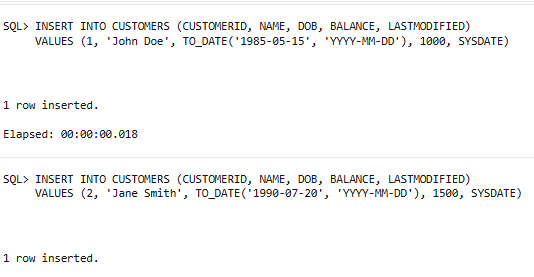 SQL> INSERT INTO CUSTOMERS (CUSTOMERID, NAME, DOB, BALANCE, LASTMODIFIED)
VALUES (1, 'John Doe', TO_DATE('1985-05-15', 'YYYY-MM-DD'), 1000, SYSDATE)
1 row inserted.
Elapsed: 00:00:00.018
SQL> INSERT INTO CUSTOMERS (CUSTOMERID, NAME, DOB, BALANCE, LASTMODIFIED)
VALUES (2, 'Jane Smith', TO_DATE('1990-07-20', 'YYYY-MM-DD'), 1500, SYSDATE)
1 row inserted.